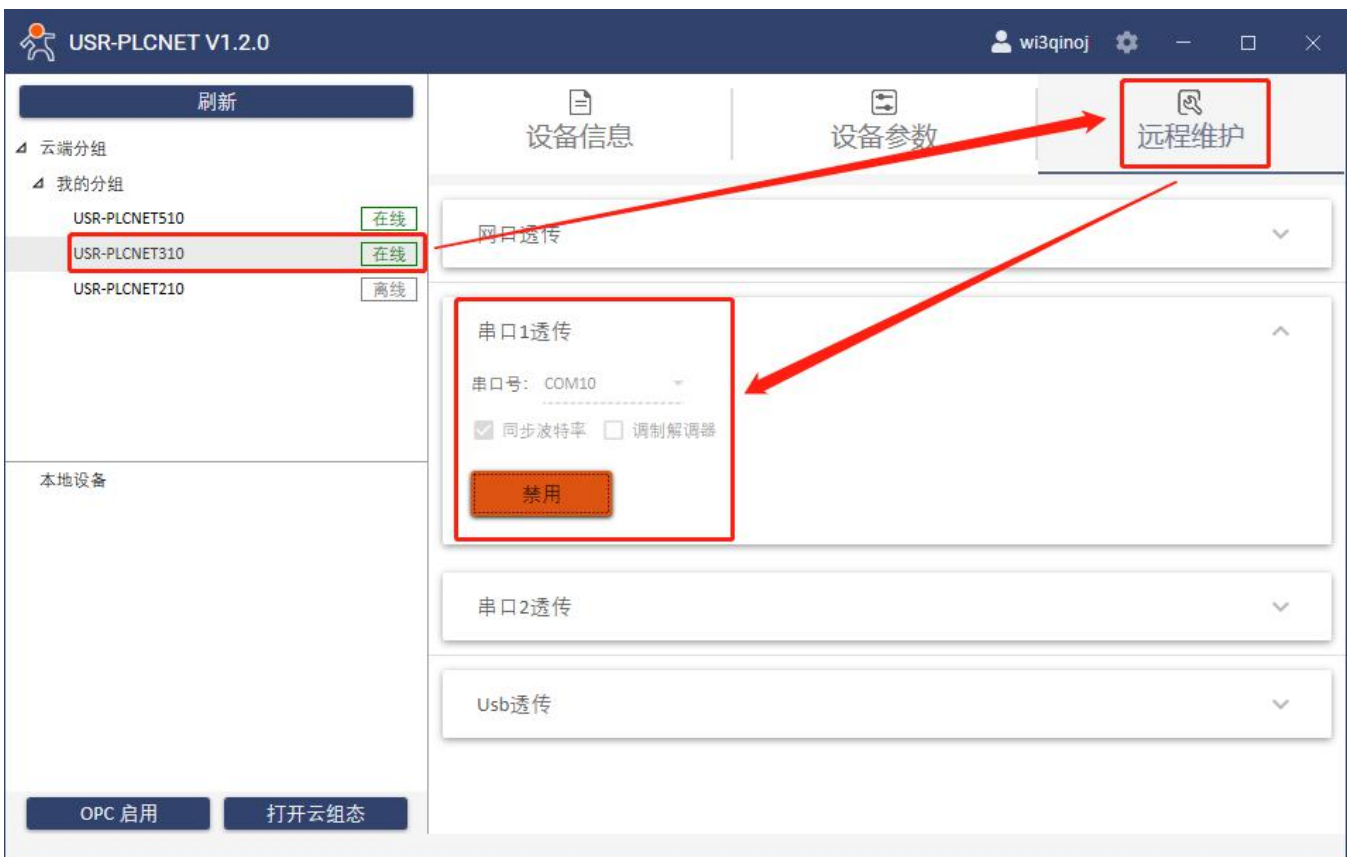 USR-PLCNET V1.2.0
wi3qinoj
刷新
云端分组
我的分组
USR-PLCNET510 在线
USR-PLCNET310 在线
USR-PLCNET210 离线
本地设备
OPC 启用
打开云组态
设备信息
设备参数
远程维护
网口透传
串口1透传
串口号: COM10
同步波特率 调制解调器
禁用
串口2透传
Usb透传